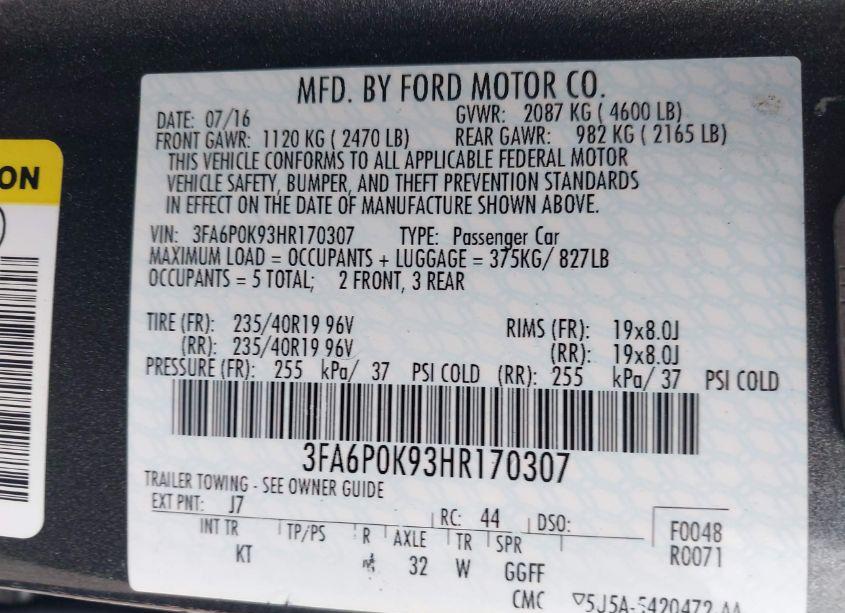 MFD. BY FORD MOTOR CO.
DATE: 07/16 GVWR: 2087 KG ( 4600 LB)
FRONT GAWR: 1120 KG ( 2470 LB) REAR GAWR: 982 KG ( 2165 LB)
THIS VEHICLE CONFORMS TO ALL APPLICABLE FEDERAL MOTOR
VEHICLE SAFETY, BUMPER, AND THEFT PREVENTION STANDARDS
IN EFFECT ON THE DATE OF MANUFACTURE SHOWN ABOVE.
ON
VIN: 3FA6P0K93HR170307 TYPE: Passenger Car
MAXIMUM LOAD = OCCUPANTS + LUGGAGE = 375KG/ 827LB
OCCUPANTS = 5 TOTAL; 2 FRONT, 3 REAR
TIRE (FR): 235/40R19 96V RIMS (FR): 19x8.0J
(RR): 235/40R19 96V (RR): 19x8.0J
PRESSURE (FR): 255 kPa/ 37 PSI COLD (RR): 255 kPa/ 37 PSI COLD
3FA6P0K93HR170307
TRAILER TOWING - SEE OWNER GUIDE
EXT PNT: J7 RC: 44 DSO: F0048
INT TR TP/PS R AXLE TR SPR R0071
KT 32 W GGFF
CMC ▽5J5A-5420472-AA